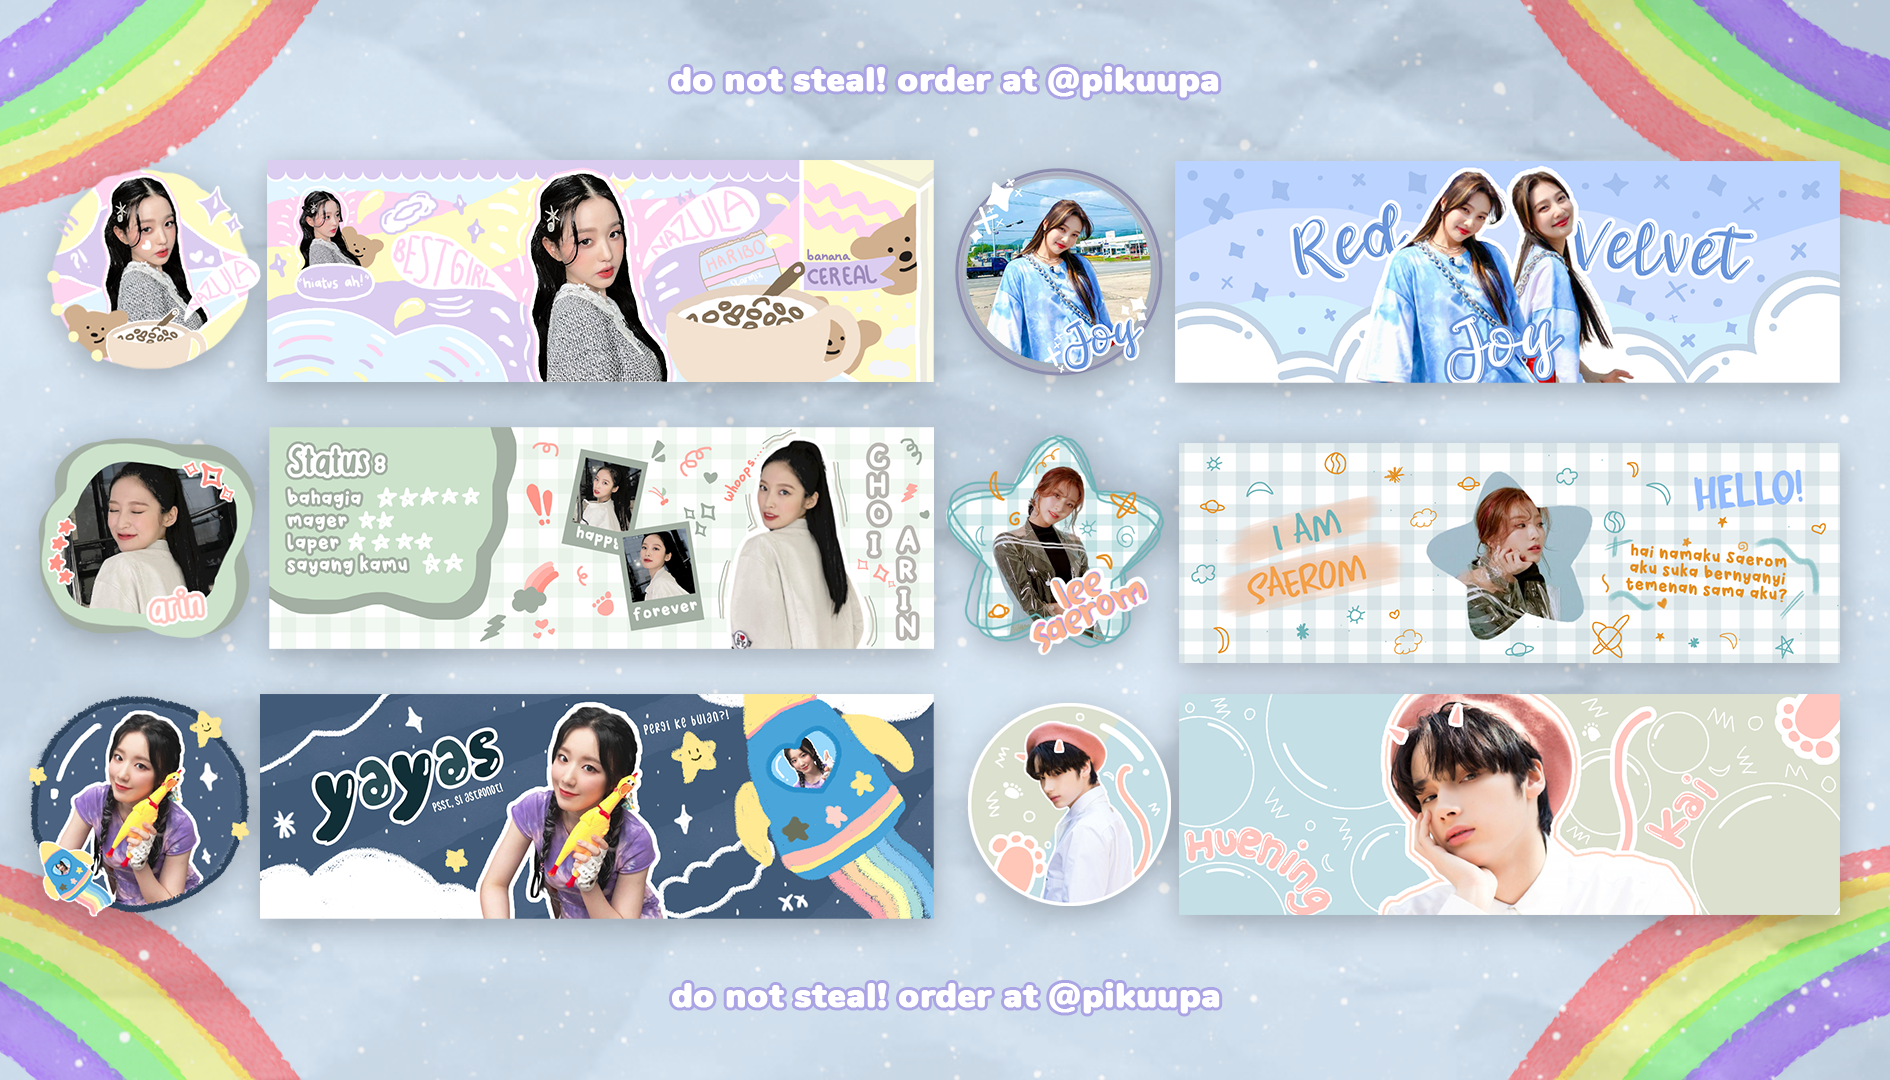 do not steal! order at @pikuupa
NAZULA
"hiatus ah!"
BEST GIRL
NAZULA
HARIBO
banana
CEREAL
Joy
Red Velvet
Joy
arin
Status 8
bahagia
mager
laper
sayang kamu
happy
forever
whoops...
CHOI
ARIN
lee
saerom
I AM
SAEROM
HELLO!
hai namaku Saerom
aku suka bernyanyi
temenan sama aku?
yayas
psst, si astronot!
pergi ke bulan?!
Huening
Kai
do not steal! order at @pikuupa